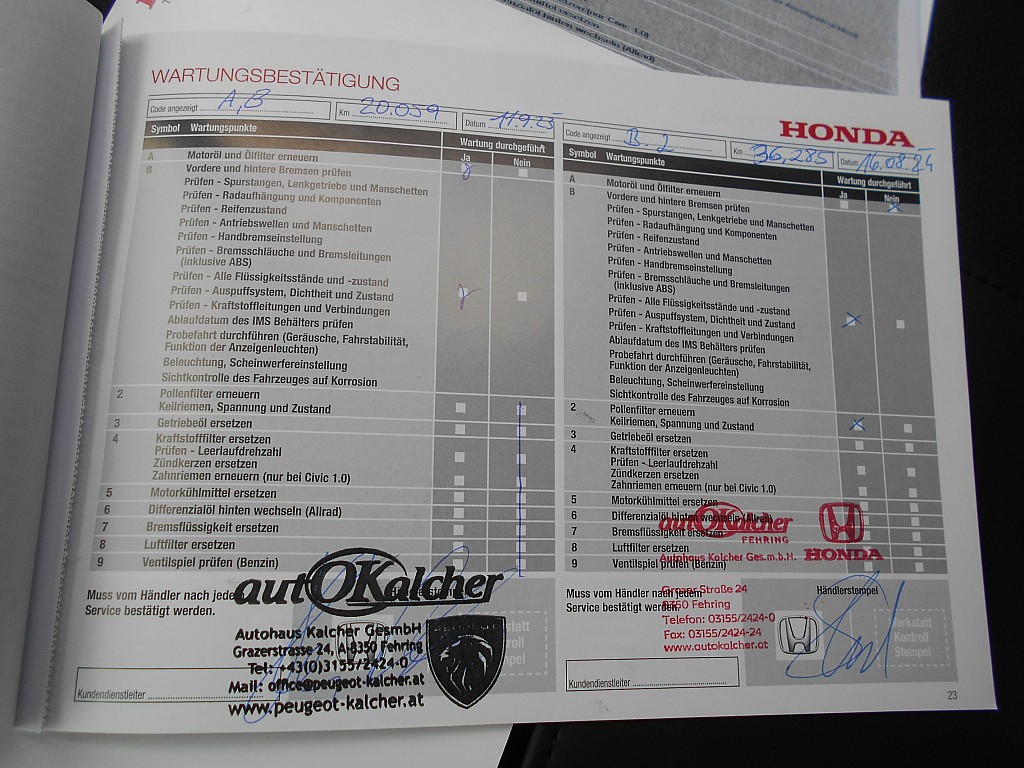 WARTUNGSBESTÄTIGUNG
Code angezeigt A,B Km 20.059 Datum 11.9.23
Symbol Wartungspunkte Wartung durchgeführt
Ja Nein
A Motoröl und Ölfilter erneuern
B Vordere und hintere Bremsen prüfen
Prüfen - Spurstangen, Lenkgetriebe und Manschetten
Prüfen - Radaufhängung und Komponenten
Prüfen - Reifenzustand
Prüfen - Antriebswellen und Manschetten
Prüfen - Handbremseinstellung
Prüfen - Bremsschläuche und Bremsleitungen
(inklusive ABS)
Prüfen - Alle Flüssigkeitsstände und -zustand
Prüfen - Auspuffsystem, Dichtheit und Zustand
Prüfen - Kraftstoffleitungen und Verbindungen
Ablaufdatum des IMS Behälters prüfen
Probefahrt durchführen (Geräusche, Fahrstabilität,
Funktion der Anzeigenleuchten)
Beleuchtung, Scheinwerfereinstellung
Sichtkontrolle des Fahrzeuges auf Korrosion
2 Pollenfilter erneuern
Keilriemen, Spannung und Zustand
3 Getriebeöl ersetzen
4 Kraftstofffilter ersetzen
Prüfen - Leerlaufdrehzahl
Zündkerzen ersetzen
Zahnriemen erneuern (nur bei Civic 1.0)
5 Motorkühlmittel ersetzen
6 Differenzialöl hinten wechseln (Allrad)
7 Bremsflüssigkeit ersetzen
8 Luftfilter ersetzen
9 Ventilspiel prüfen (Benzin)
Muss vom Händler nach jedem
Service bestätigt werden.
autOKalcher
Autohaus Kalcher GesmbH
Grazerstraße 24, A-8350 Fehring
Tel: +43(0)3155/2424-0
Mail: office@peugeot-kalcher.at
www.peugeot-kalcher.at
Kundendienstleiter
HONDA
Code angezeigt B.2 Km 36,285 Datum 16.08.24
Symbol Wartungspunkte Wartung durchgeführt
Ja Nein
A Motoröl und Ölfilter erneuern
B Vordere und hintere Bremsen prüfen
Prüfen - Spurstangen, Lenkgetriebe und Manschetten
Prüfen - Radaufhängung und Komponenten
Prüfen - Reifenzustand
Prüfen - Antriebswellen und Manschetten
Prüfen - Handbremseinstellung
Prüfen - Bremsschläuche und Bremsleitungen
(inklusive ABS)
Prüfen - Alle Flüssigkeitsstände und -zustand
Prüfen - Auspuffsystem, Dichtheit und Zustand
Prüfen - Kraftstoffleitungen und Verbindungen
Ablaufdatum des IMS Behälters prüfen
Probefahrt durchführen (Geräusche, Fahrstabilität,
Funktion der Anzeigenleuchten)
Beleuchtung, Scheinwerfereinstellung
Sichtkontrolle des Fahrzeuges auf Korrosion
2 Pollenfilter erneuern
Keilriemen, Spannung und Zustand
3 Getriebeöl ersetzen
4 Kraftstofffilter ersetzen
Prüfen - Leerlaufdrehzahl
Zündkerzen ersetzen
Zahnriemen erneuern (nur bei Civic 1.0)
5 Motorkühlmittel ersetzen
6 Differenzialöl hinten wechseln (Allrad)
7 Bremsflüssigkeit ersetzen
8 Luftfilter ersetzen
9 Ventilspiel prüfen (Benzin)
autOKalcher
FEHRING
HONDA
Autohaus Kalcher Ges.m.b.H.
Grazer Straße 24
8350 Fehring
Telefon: 03155/2424-0
Fax: 03155/2424-24
www.autokalcher.at
Muss vom Händler nach jedem
Service bestätigt werden.
Händlerstempel
Werkstatt
Kontroll
Stempel
Kundendienstleiter
23